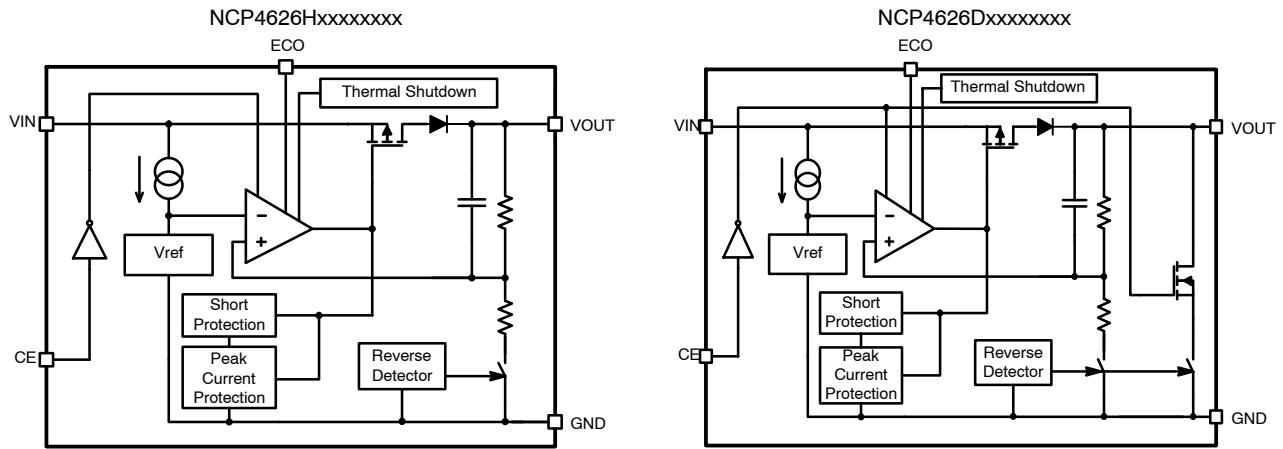 NCP4626Hxxxxxxxx
ECO
Thermal Shutdown
VIN
VOUT
−
+
Vref
Short
Protection
CE
Peak
Current
Protection
Reverse
Detector
GND
NCP4626Dxxxxxxxx
ECO
Thermal Shutdown
VIN
VOUT
−
+
Vref
Short
Protection
CE
Peak
Current
Protection
Reverse
Detector
GND